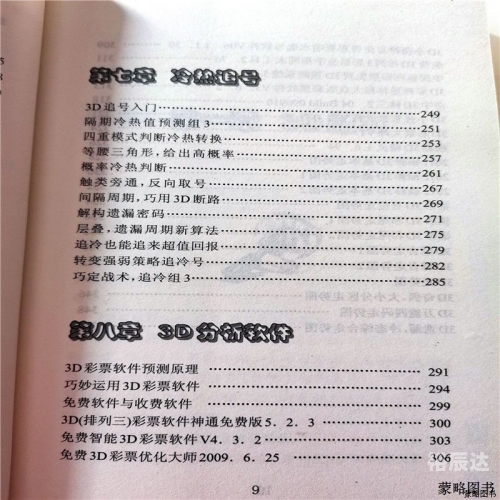 第七章 冷热追号
3D追号入门 249
隔期冷热值预测组3 251
四重模式判断冷热转换 253
等腰三角形，给出高概率 257
概率冷热判断 261
触类旁通，反向取号 267
间隔周期，巧用3D断路 269
解构遗漏密码 271
层叠，遗漏周期新算法 275
追冷也能追来超值回报 279
转变强弱策略追冷号 282
巧定战术，追冷组3 285
第八章 3D分析软件
3D彩票软件预测原理 291
巧妙运用3D彩票软件 294
免费软件与收费软件 299
3D(排列三)彩票软件神通免费版5．2．3 300
免费智能3D彩票软件V4．3．2 303
免费3D彩票优化大师2009．6．25 306
9
裕辰达
蒙略图书